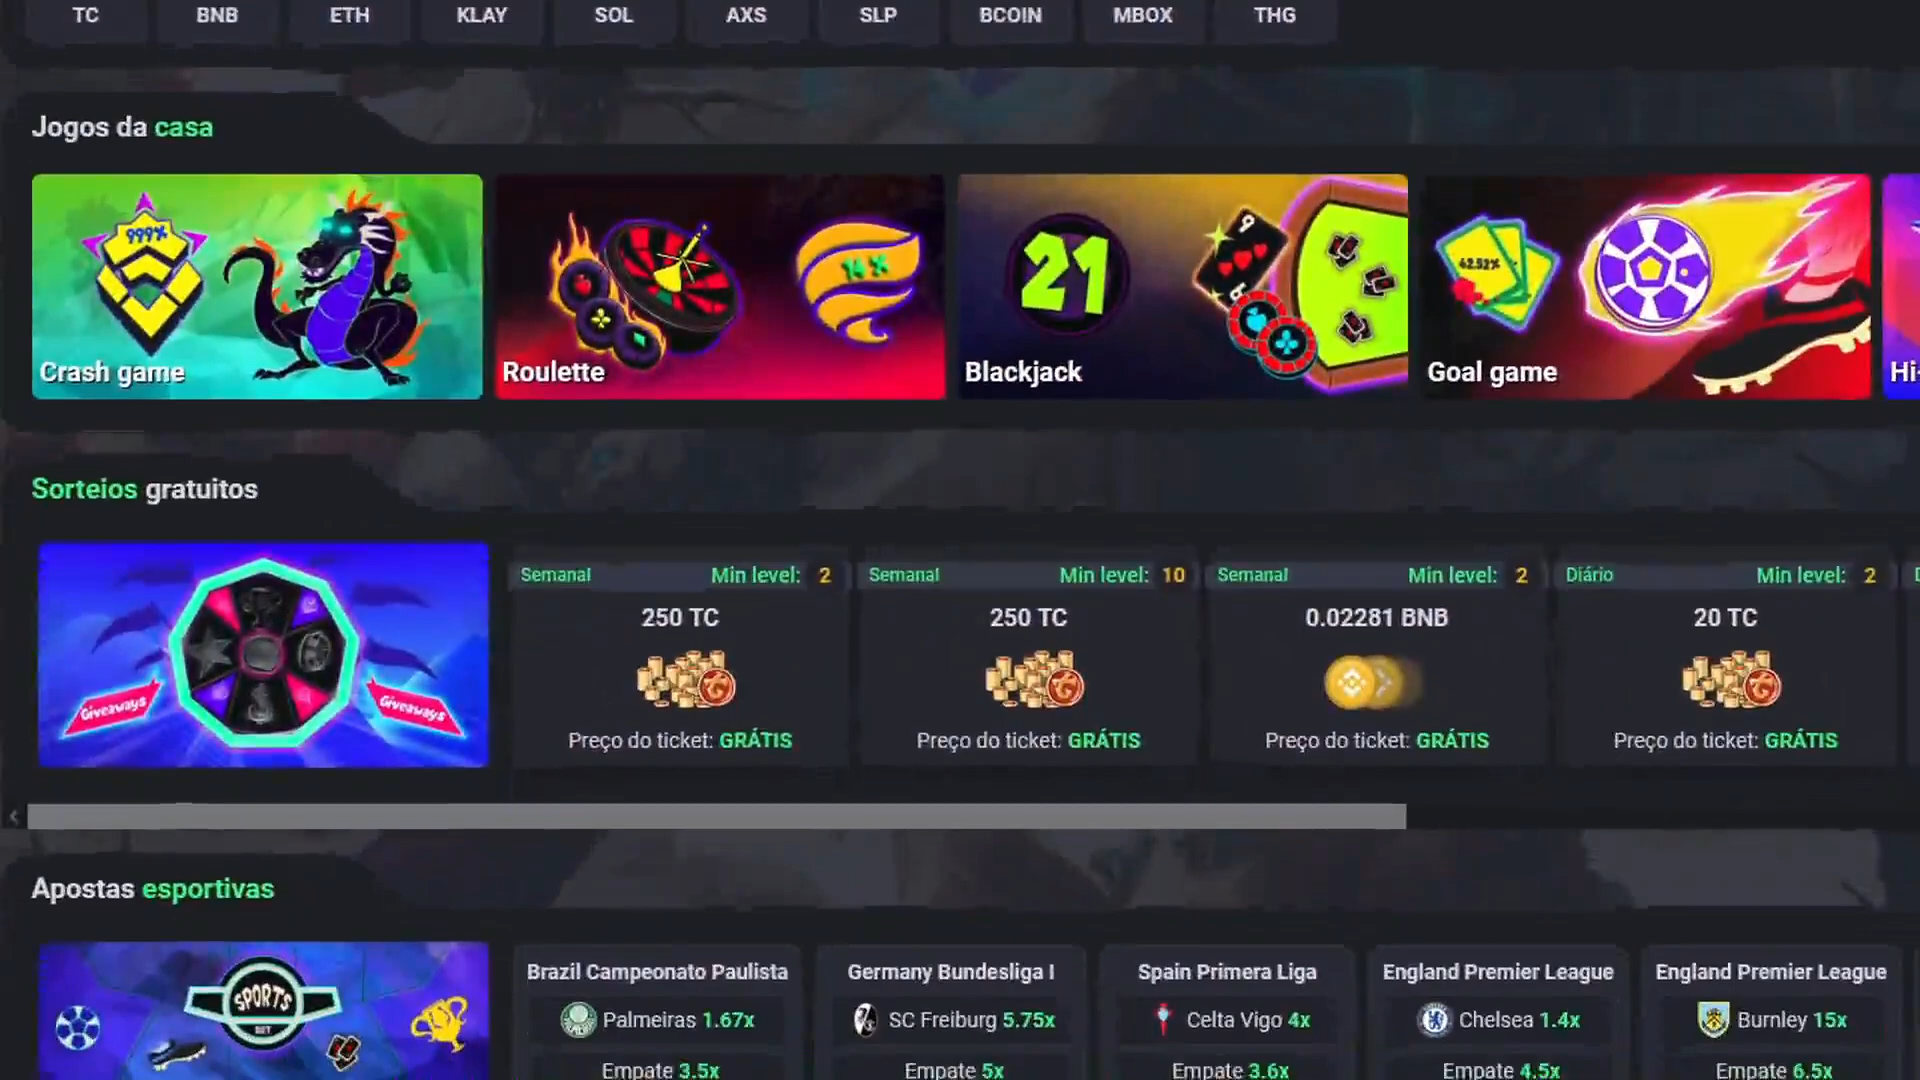 TC BNB ETH KLAY SOL AXS SLP BCOIN MBOX THG
Jogos da casa
999%
14 %
21
9
62.52%
Crash game
Roulette
Blackjack
Goal game
Hi-
Sorteios gratuitos
Semanal Min level: 2
250 TC
Preço do ticket: GRÁTIS
Semanal Min level: 10
250 TC
Preço do ticket: GRÁTIS
Semanal Min level: 2
0.02281 BNB
Preço do ticket: GRÁTIS
Diário Min level: 2
20 TC
Preço do ticket: GRÁTIS
Giveaways
Giveaways
Apostas esportivas
SPORTS
BET
Brazil Campeonato Paulista
Palmeiras 1.67x
Empate 3.5x
Germany Bundesliga I
SC Freiburg 5.75x
Empate 5x
Spain Primera Liga
Celta Vigo 4x
Empate 3.6x
England Premier League
Chelsea 1.4x
Empate 4.5x
England Premier League
Burnley 15x
Empate 6.5x